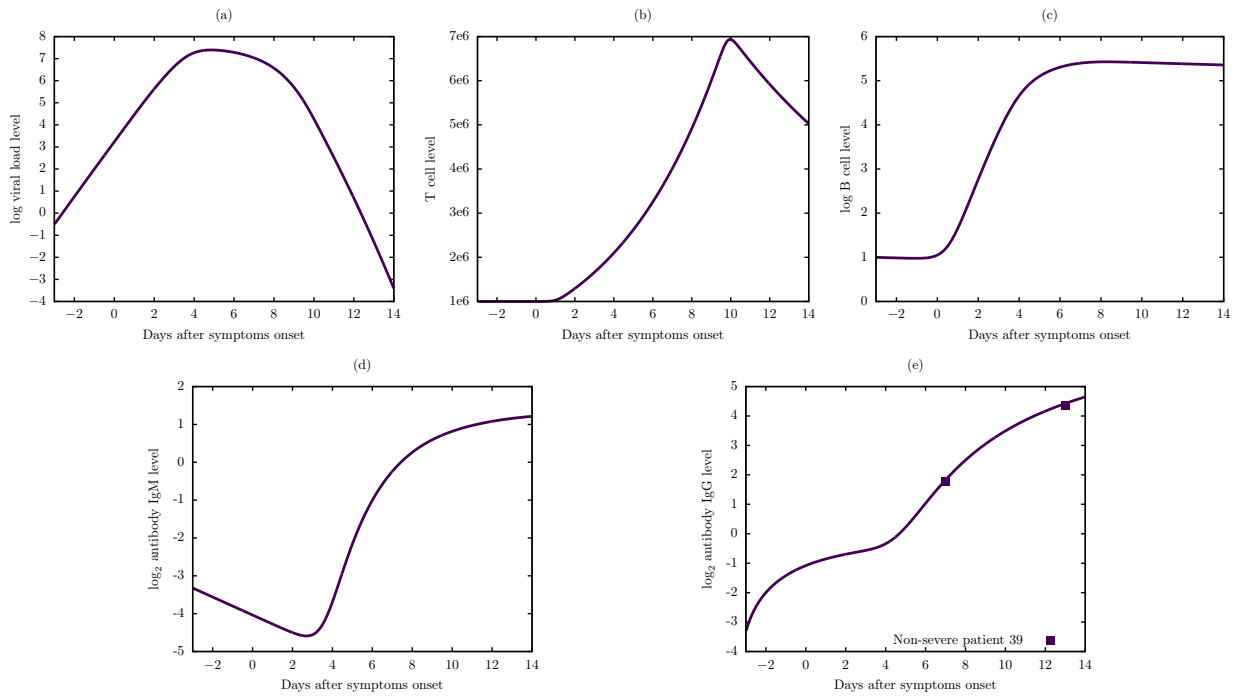 (a)
8
7
6
5
4
3
2
1
0
−1
−2
−3
−4
log viral load level
−2 0 2 4 6 8 10 12 14
Days after symptoms onset
(b)
7e6
6e6
5e6
4e6
3e6
2e6
1e6
T cell level
−2 0 2 4 6 8 10 12 14
Days after symptoms onset
(c)
6
5
4
3
2
1
0
log B cell level
−2 0 2 4 6 8 10 12 14
Days after symptoms onset
(d)
2
1
0
-1
-2
-3
-4
-5
log₂ antibody IgM level
−2 0 2 4 6 8 10 12 14
Days after symptoms onset
(e)
5
4
3
2
1
0
-1
-2
-3
-4
log₂ antibody IgG level
Non-severe patient 39
−2 0 2 4 6 8 10 12 14
Days after symptoms onset